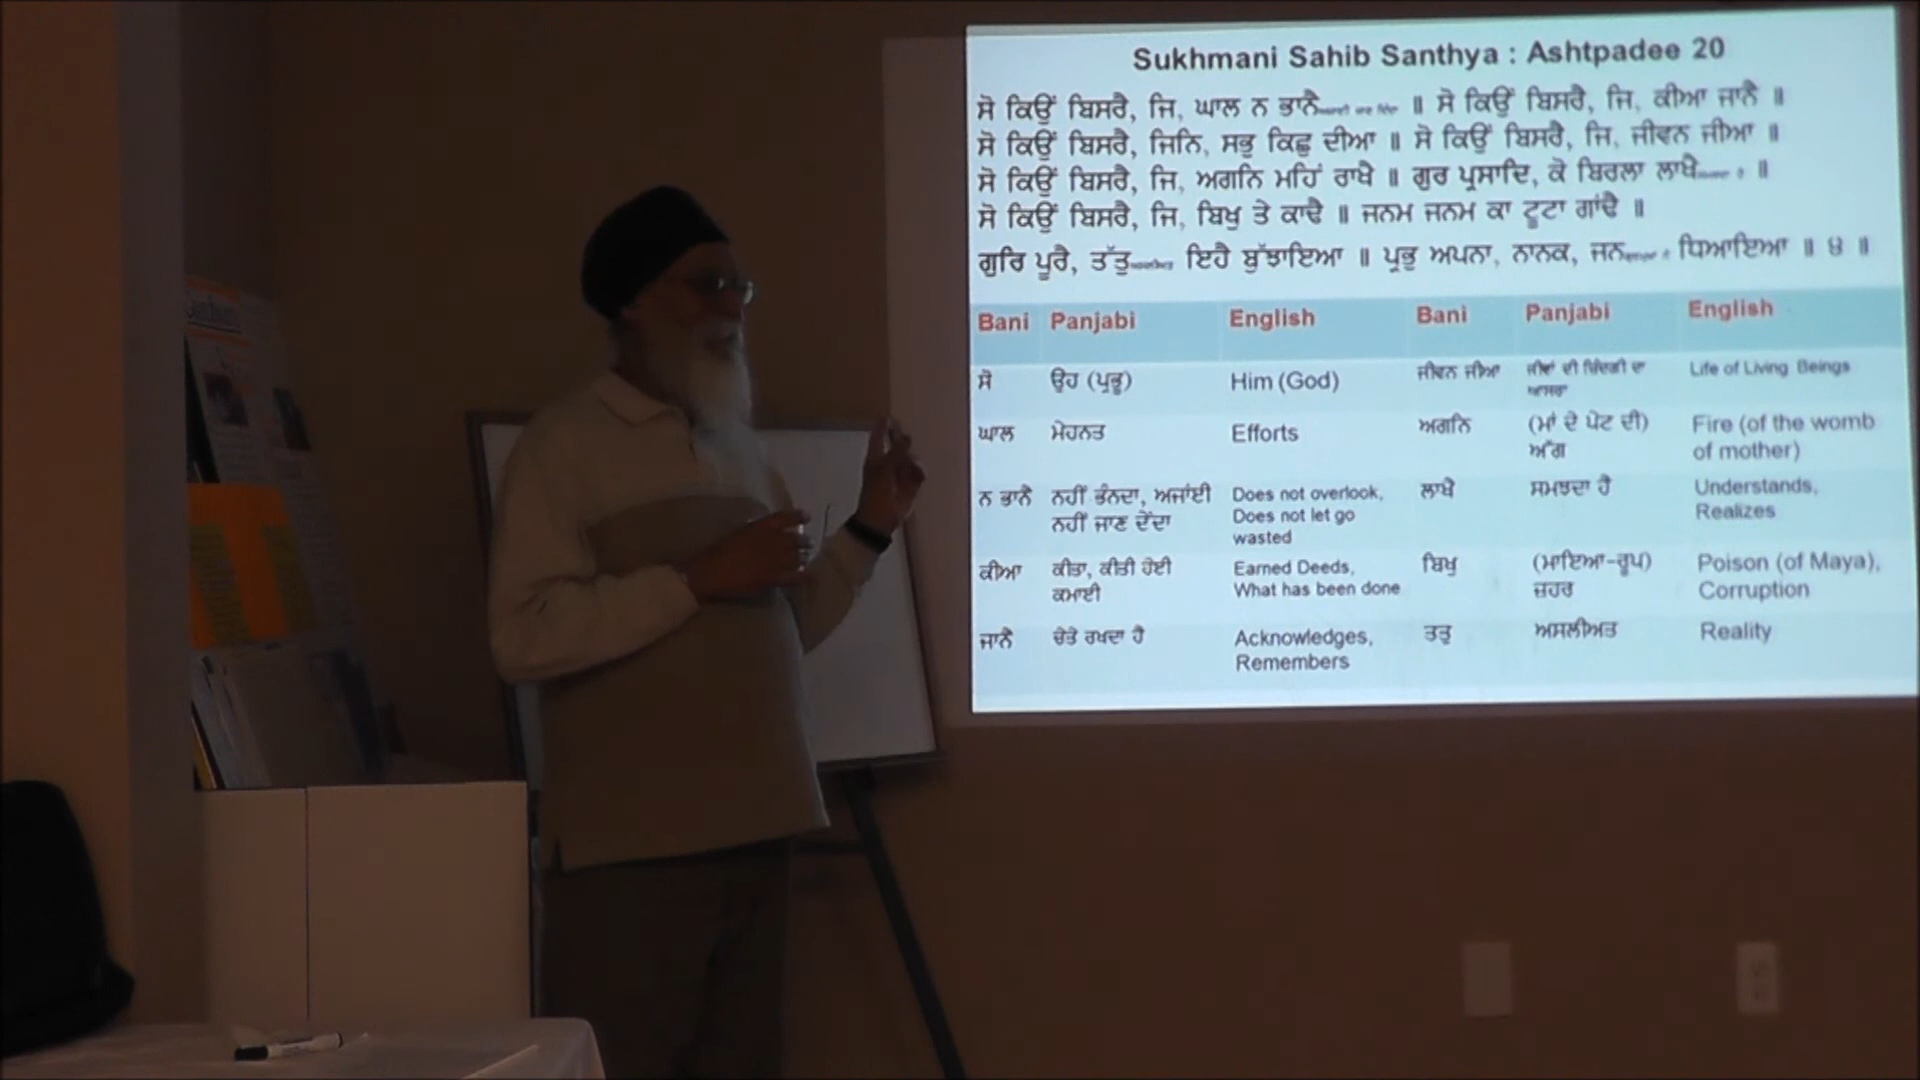 Sukhmani Sahib Santhya : Ashtpadee 20
ਸੋ ਕਿਉਂ ਬਿਸਰੈ, ਜਿ, ਘਾਲ ਨ ਭਾਨੈ ॥ ਸੋ ਕਿਉਂ ਬਿਸਰੈ, ਜਿ, ਕੀਆ ਜਾਨੈ ॥
ਸੋ ਕਿਉਂ ਬਿਸਰੈ, ਜਿਨਿ, ਸਭੁ ਕਿਛੁ ਦੀਆ ॥ ਸੋ ਕਿਉਂ ਬਿਸਰੈ, ਜਿ, ਜੀਵਨ ਜੀਆ ॥
ਸੋ ਕਿਉਂ ਬਿਸਰੈ, ਜਿ, ਅਗਨਿ ਮਹਿਂ ਰਾਖੈ ॥ ਗੁਰ ਪ੍ਰਸਾਦਿ, ਕੋ ਬਿਰਲਾ ਲਾਖੈ ॥
ਸੋ ਕਿਉਂ ਬਿਸਰੈ, ਜਿ, ਬਿਖੁ ਤੇ ਕਾਢੈ ॥ ਜਨਮ ਜਨਮ ਕਾ ਟੂਟਾ ਗਾਂਢੈ ॥
ਗੁਰਿ ਪੂਰੈ, ਤੱਤੁ ਇਹੈ ਬੁੱਝਾਇਆ ॥ ਪ੍ਰਭੁ ਅਪਨਾ, ਨਾਨਕ, ਜਨ ਧਿਆਇਆ ॥ ੪ ॥
Bani Panjabi English Bani Panjabi English
ਸੋ ਉਹ (ਪ੍ਰਭੂ) Him (God) ਜੀਵਨ ਜੀਆ ਜੀਵਾਂ ਦੀ ਜ਼ਿੰਦਗੀ ਦਾ Life of Living Beings
ਆਸਰਾ
ਘਾਲ ਮੇਹਨਤ Efforts ਅਗਨਿ (ਮਾਂ ਦੇ ਪੇਟ ਦੀ) Fire (of the womb
ਅੱਗ of mother)
ਨ ਭਾਨੈ ਨਹੀਂ ਭੰਨਦਾ, ਅਜਾਂਈ Does not overlook, ਲਾਖੈ ਸਮਝਦਾ ਹੈ Understands,
ਨਹੀਂ ਜਾਣ ਦੇਂਦਾ Does not let go Realizes
wasted
ਕੀਆ ਕੀਤਾ, ਕੀਤੀ ਹੋਈ Earned Deeds, ਬਿਖੁ (ਮਾਇਆ-ਰੂਪ) Poison (of Maya),
ਕਮਾਈ What has been done ਜ਼ਹਰ Corruption
ਜਾਨੈ ਚੇਤੇ ਰਖਦਾ ਹੈ Acknowledges, ਤਤੁ ਅਸਲੀਅਤ Reality
Remembers